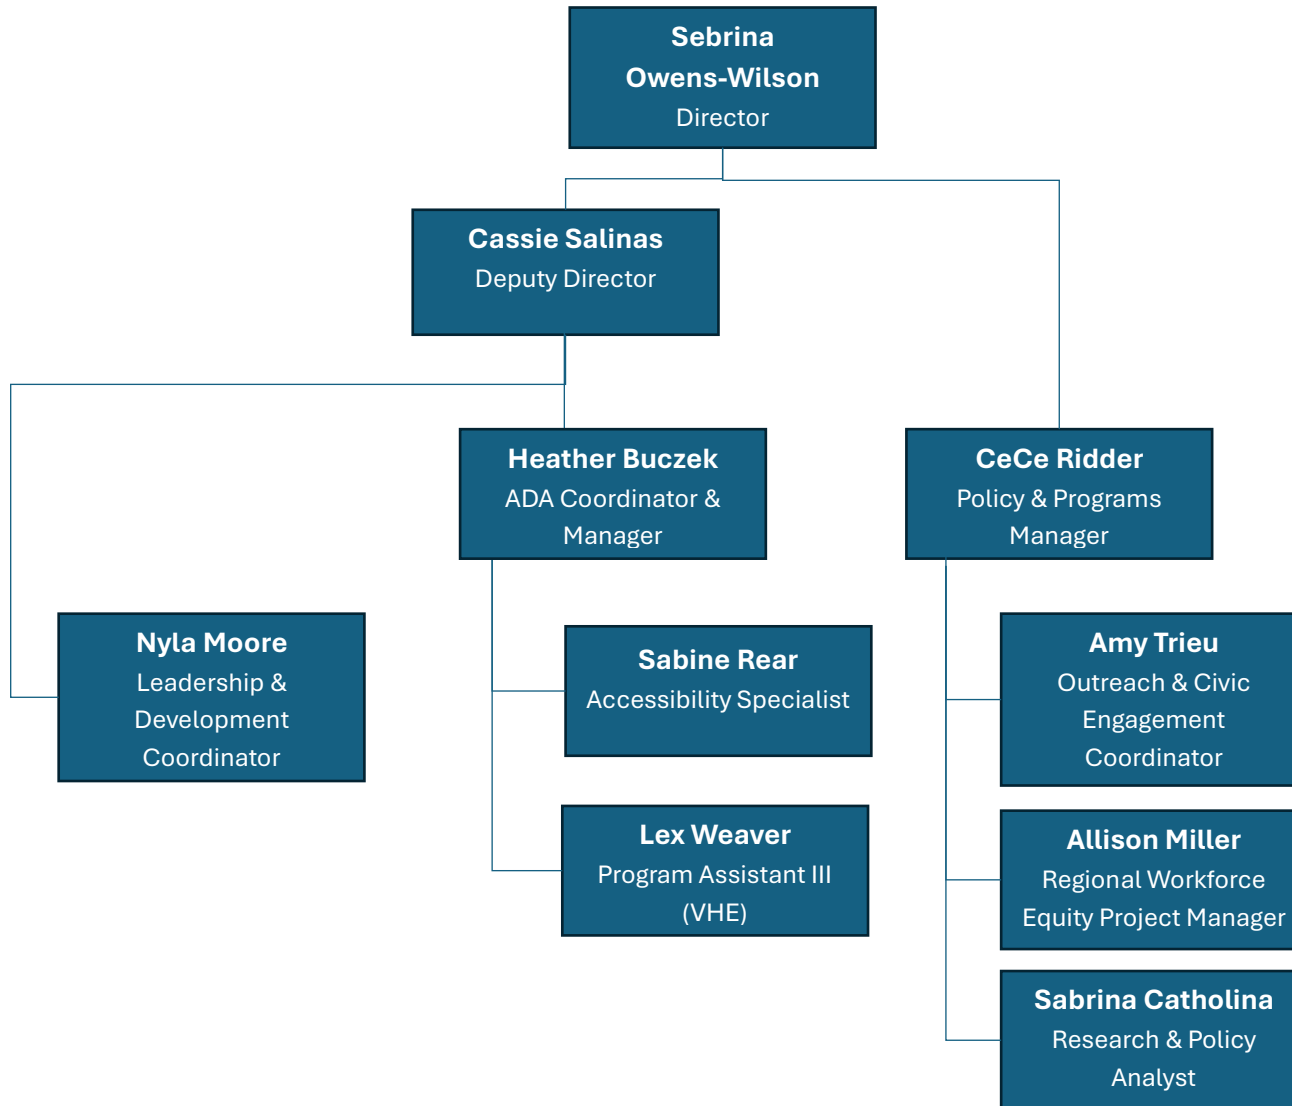 Sebrina
Owens-Wilson
Director
Cassie Salinas
Deputy Director
Heather Buczek
ADA Coordinator &
Manager
CeCe Ridder
Policy & Programs
Manager
Nyla Moore
Leadership &
Development
Coordinator
Sabine Rear
Accessibility Specialist
Lex Weaver
Program Assistant III
(VHE)
Amy Trieu
Outreach & Civic
Engagement
Coordinator
Allison Miller
Regional Workforce
Equity Project Manager
Sabrina Catholina
Research & Policy
Analyst